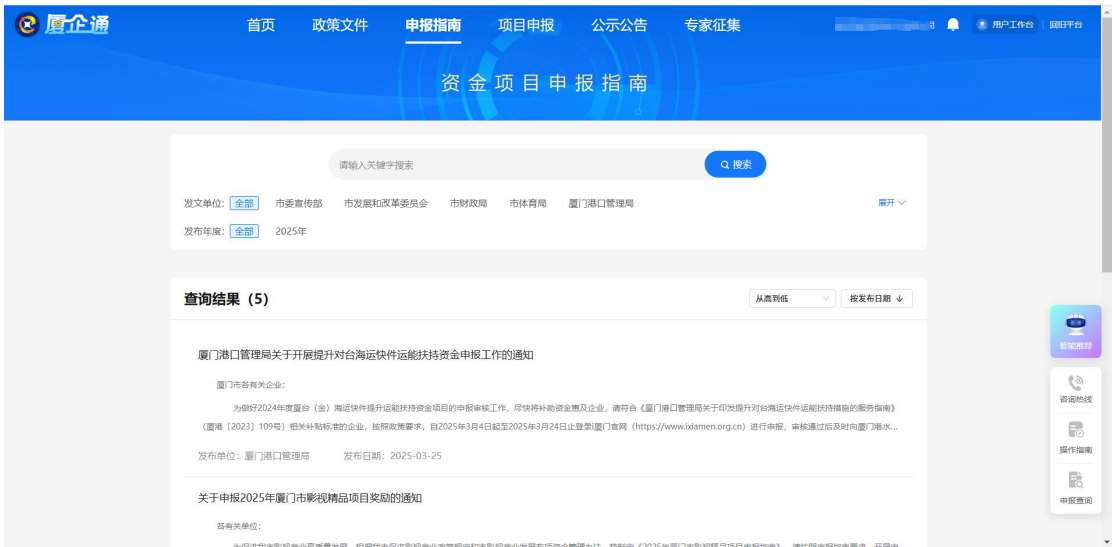 厦企通
首页 政策文件 申报指南 项目申报 公示公告 专家征集
用户工作台 回旧平台
资金项目申报指南
请输入关键字搜索
搜索
发文单位: 全部 市委宣传部 市发展和改革委员会 市财政局 市体育局 厦门港口管理局 展开
发布年度: 全部 2025年
查询结果（5） 从高到低 按发布日期
厦门港口管理局关于开展提升对台海运快件运能扶持资金申报工作的通知
厦门市各有关企业：
为做好2024年度厦台（金）海运快件提升运能扶持资金项目的申报审核工作，尽快将补助资金惠及企业，请符合《厦门港口管理局关于印发提升对台海运快件运能扶持措施的服务指南》
（厦港〔2023〕109号）相关补贴标准的企业，按照政策要求，自2025年3月4日起至2025年3月24日止登录i厦门官网（https://www.ixiamen.org.cn）进行申报，审核通过后及时向厦门港水...
发布单位: 厦门港口管理局 发布日期: 2025-03-25
关于申报2025年厦门市影视精品项目奖励的通知
各有关单位：
智能推荐
咨询热线
操作指南
申报查询